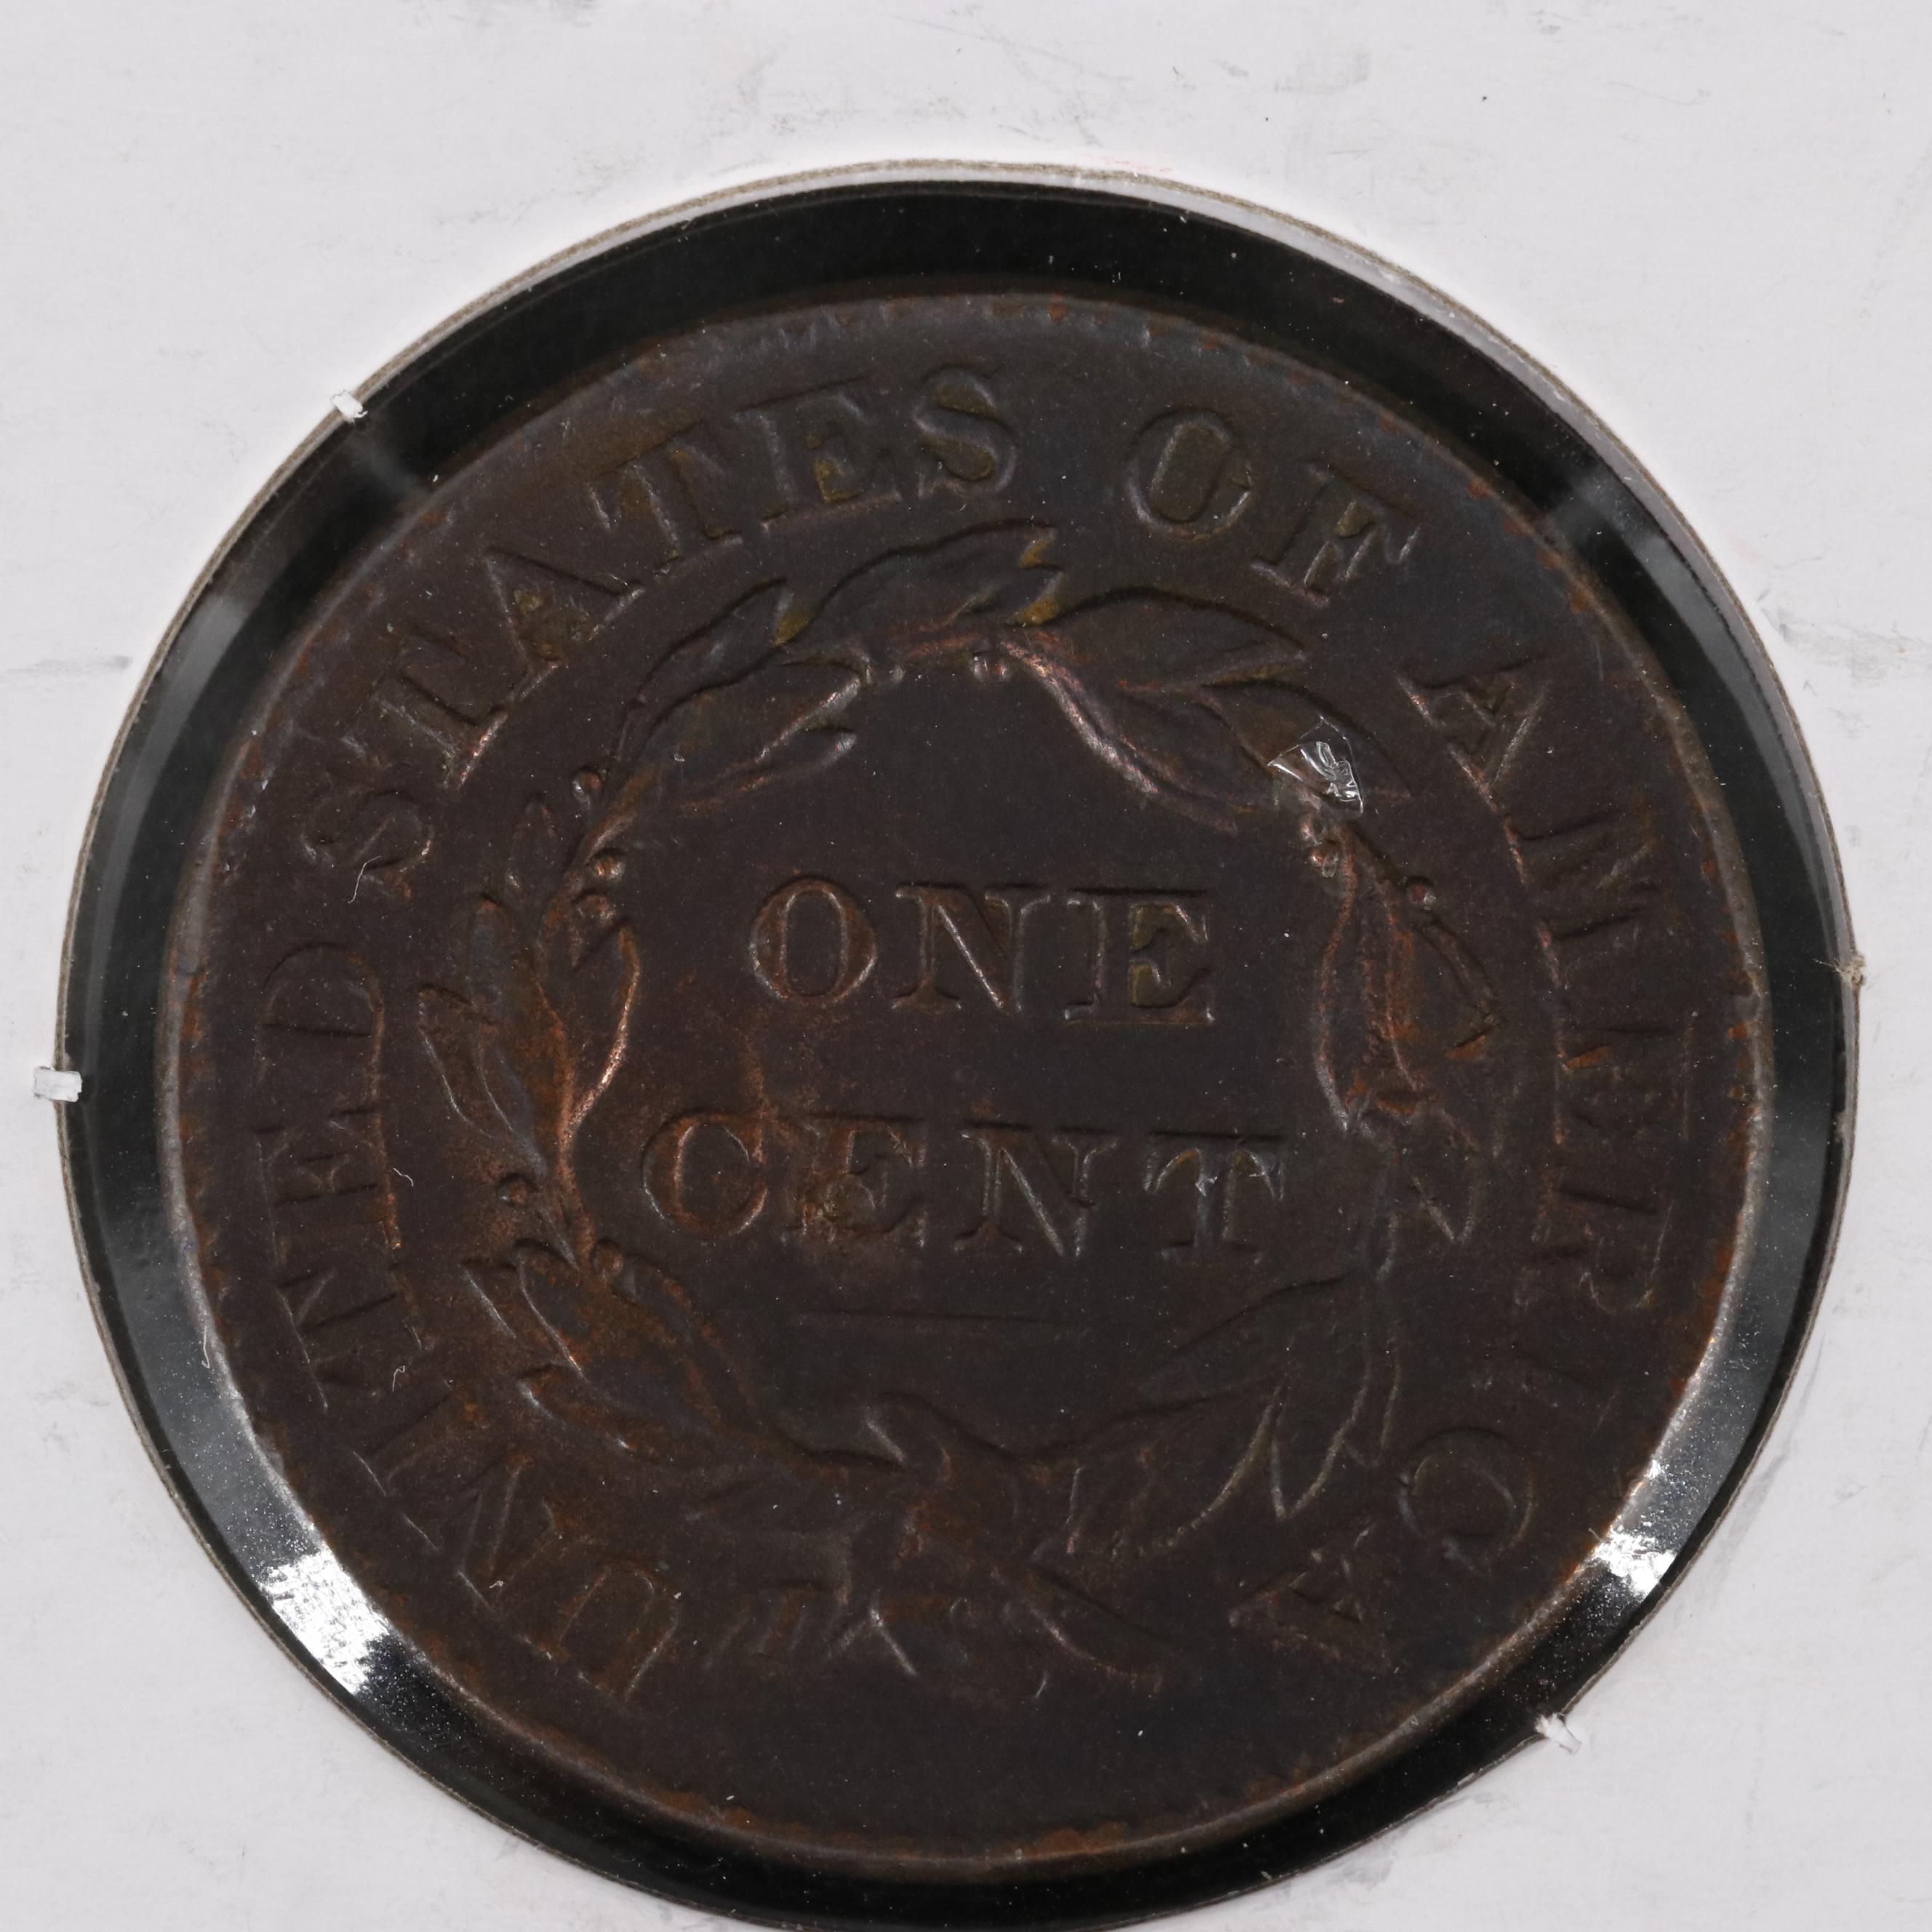 UNITED STATES OF AMERICA
ONE
CENT